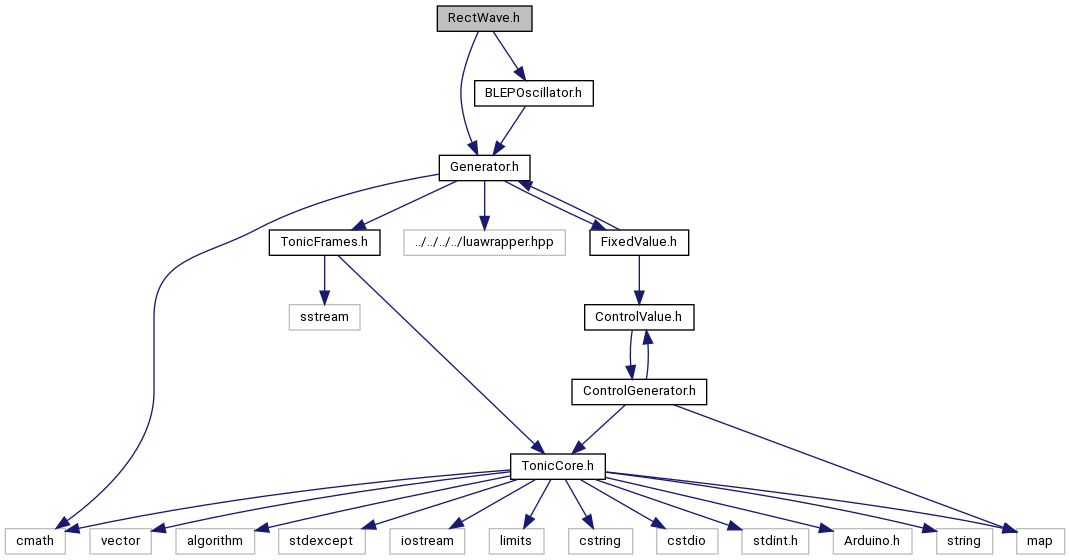 RectWave.h
BLEPOscillator.h
Generator.h
TonicFrames.h
../../../../luawrapper.hpp
FixedValue.h
sstream
ControlValue.h
ControlGenerator.h
TonicCore.h
cmath
vector
algorithm
stdexcept
iostream
limits
cstring
cstdio
stdint.h
Arduino.h
string
map